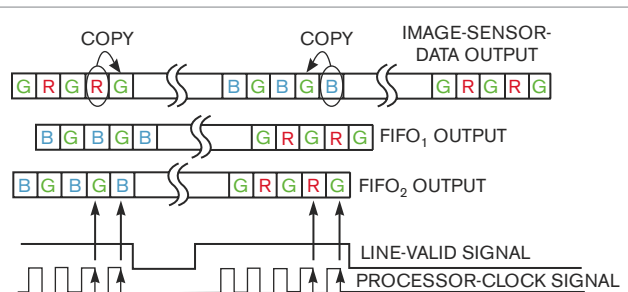 COPY COPY IMAGE-SENSOR-
DATA OUTPUT
G R G R G B G B G B G R G R G
B G B G B G R G R G FIFO1 OUTPUT
B G B G B G R G R G FIFO2 OUTPUT
LINE-VALID SIGNAL
PROCESSOR-CLOCK SIGNAL